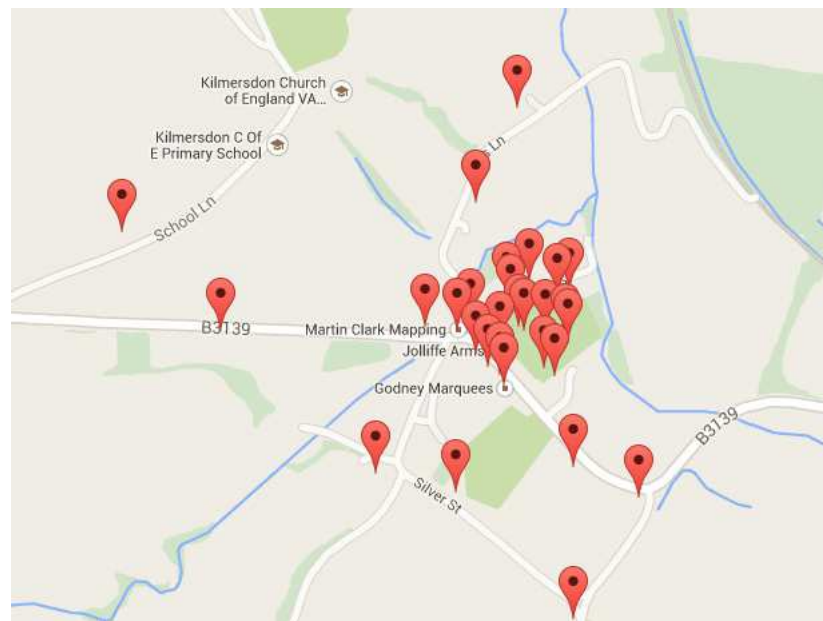 Kilmersdon Church
of England VA...
Kilmersdon C Of
E Primary School
Ln
School Ln
B3139
Martin Clark Mapping
Jolliffe Arms
Godney Marquees
B3139
Silver St